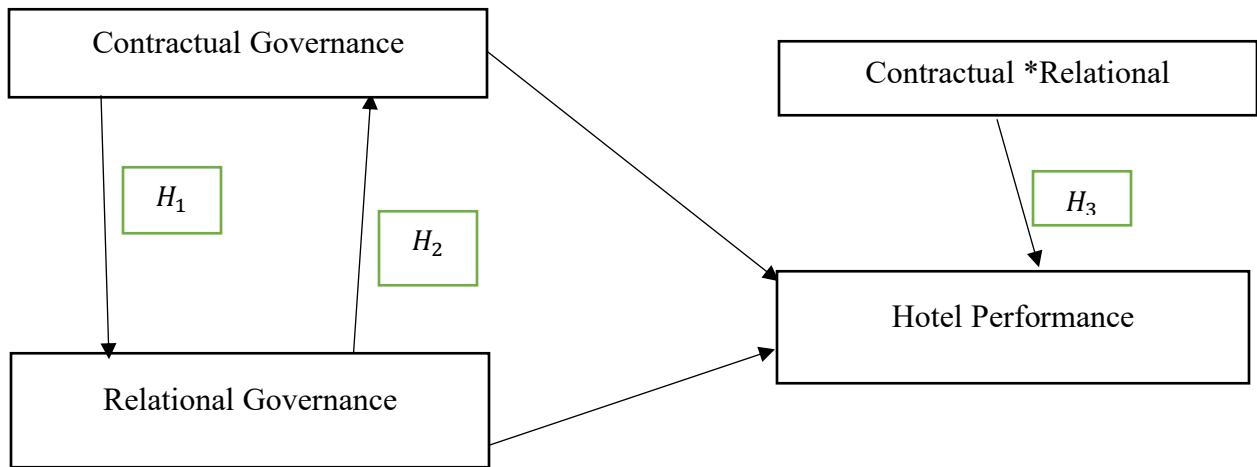 Contractual Governance
Contractual *Relational
H₁
H₂
H₃
Hotel Performance
Relational Governance